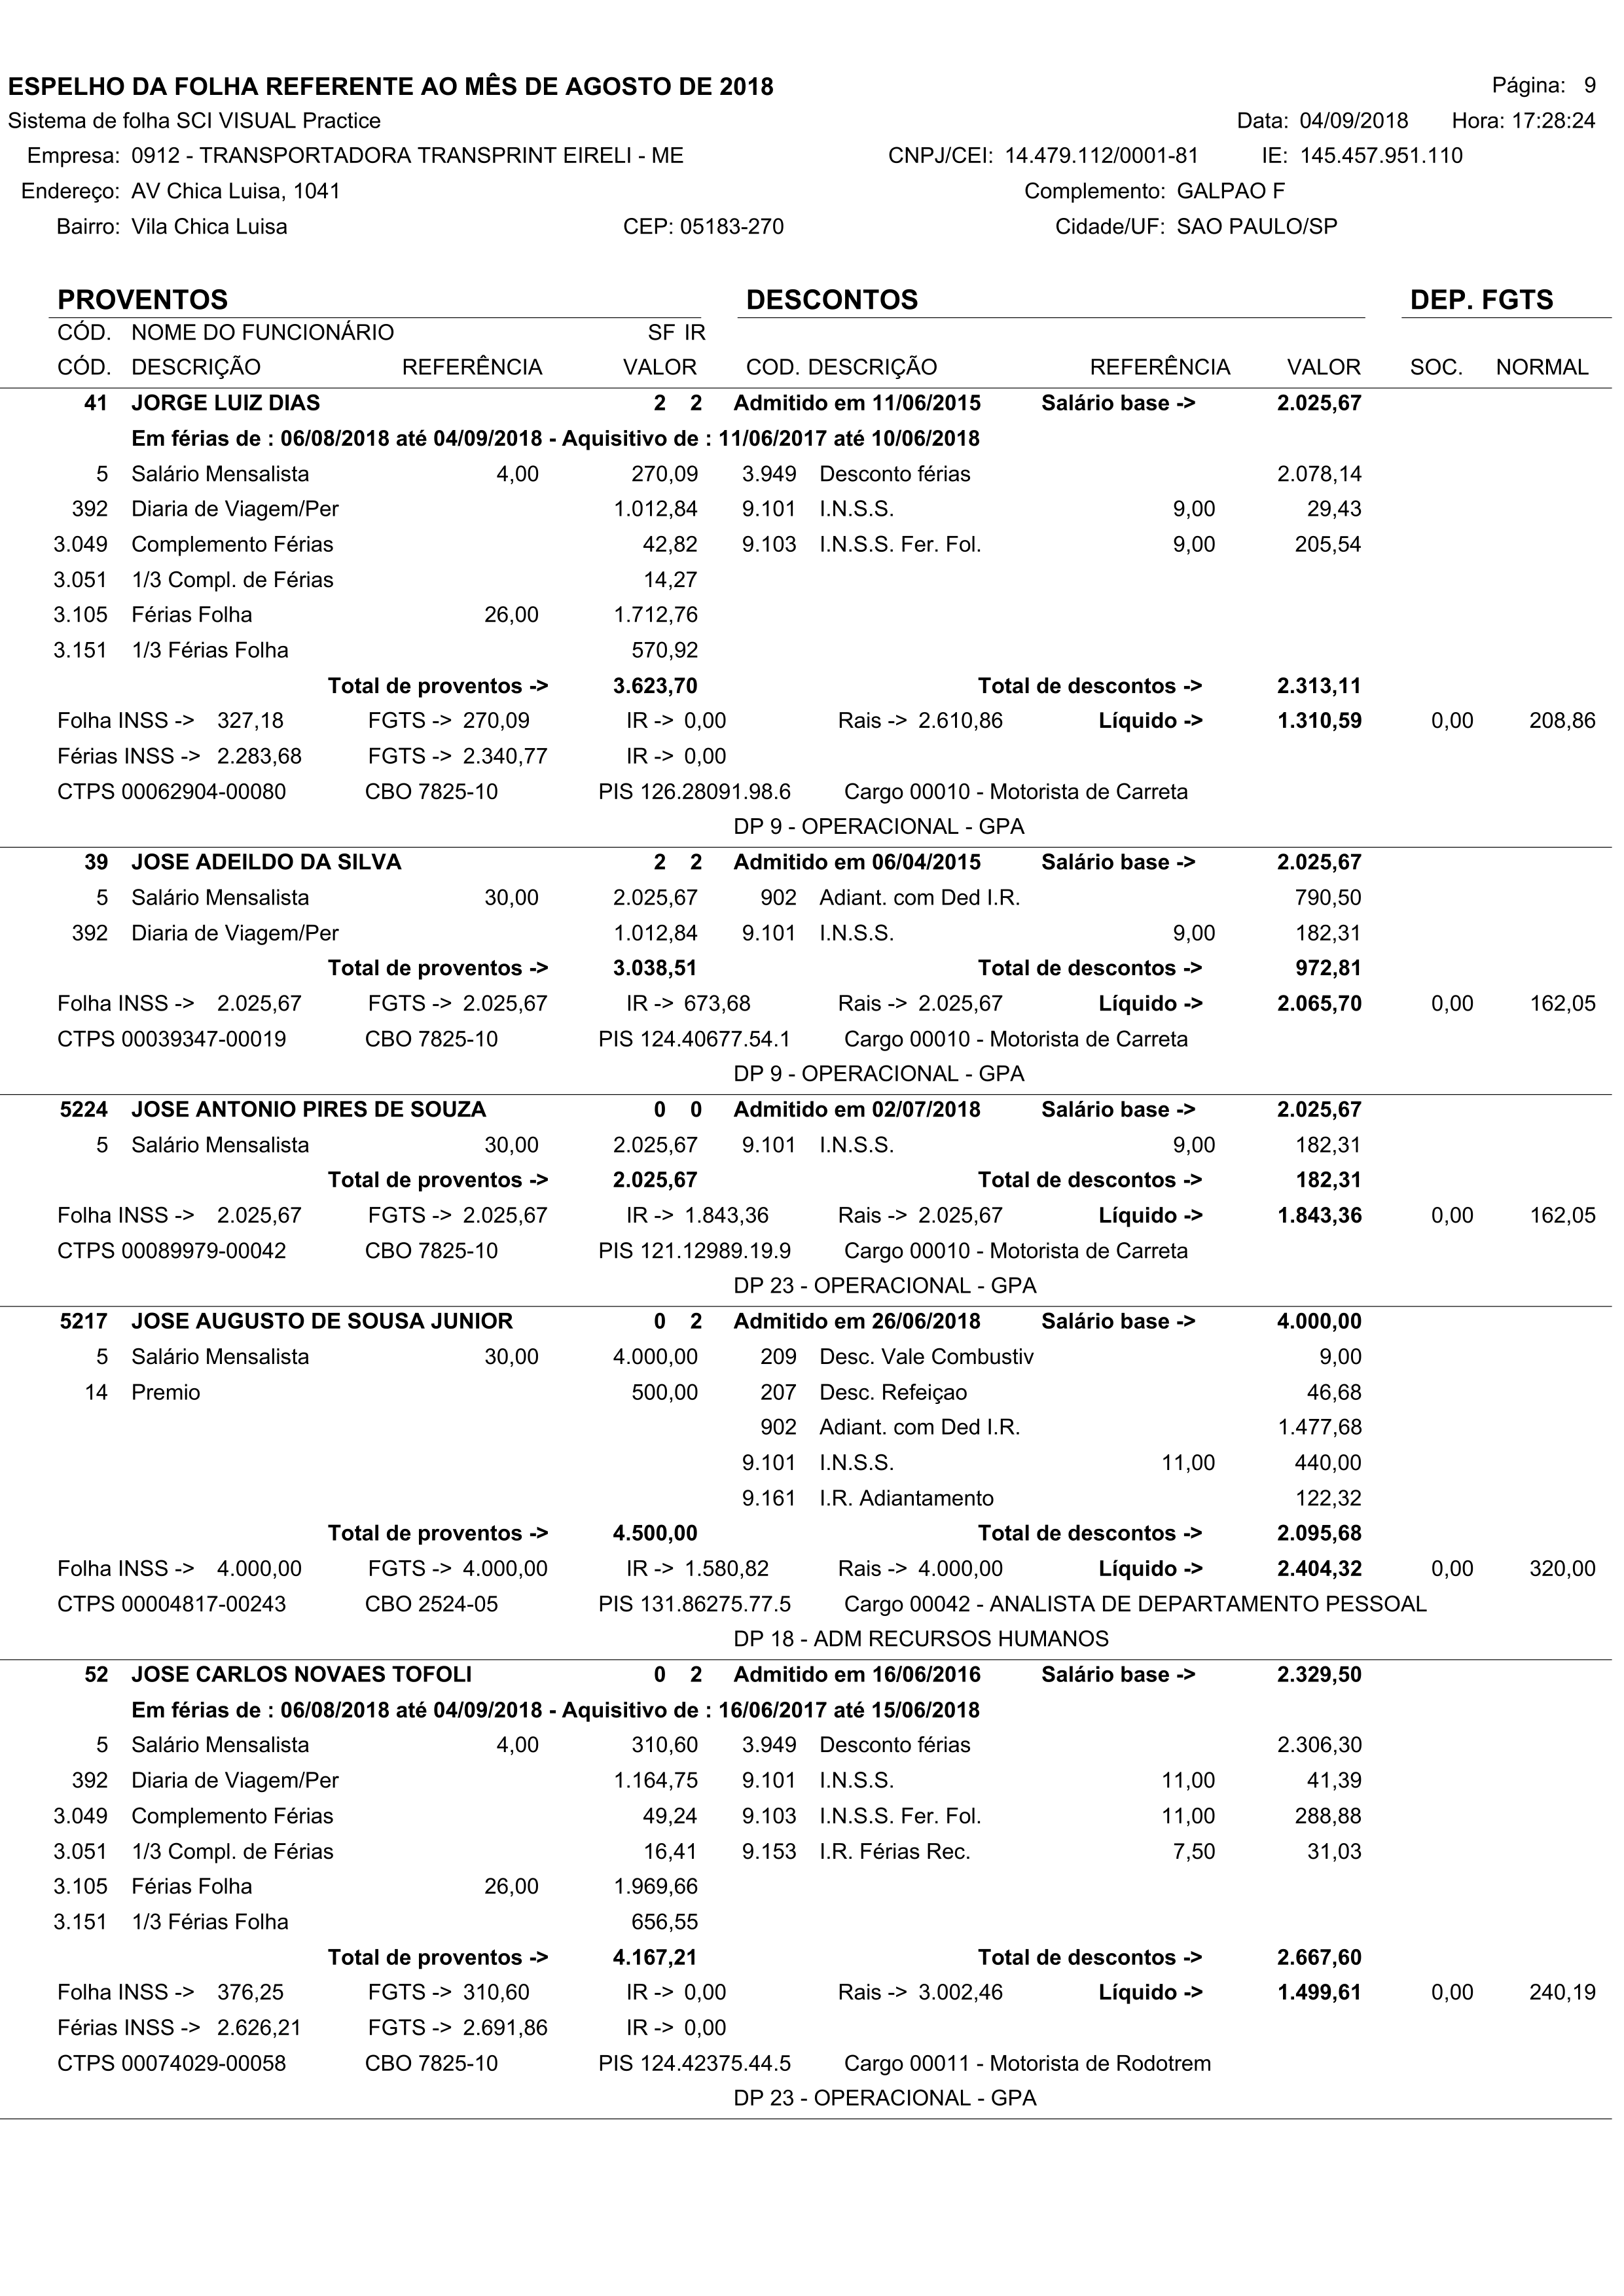 ESPELHO DA FOLHA REFERENTE AO MÊS DE AGOSTO DE 2018 Página: 9
Sistema de folha SCI VISUAL Practice Data: 04/09/2018 Hora: 17:28:24
Empresa: 0912 - TRANSPORTADORA TRANSPRINT EIRELI - ME CNPJ/CEI: 14.479.112/0001-81 IE: 145.457.951.110
Endereço: AV Chica Luisa, 1041 Complemento: GALPAO F
Bairro: Vila Chica Luisa CEP: 05183-270 Cidade/UF: SAO PAULO/SP
PROVENTOS DESCONTOS DEP. FGTS
CÓD. NOME DO FUNCIONÁRIO SF IR
CÓD. DESCRIÇÃO REFERÊNCIA VALOR COD. DESCRIÇÃO REFERÊNCIA VALOR SOC. NORMAL
41 JORGE LUIZ DIAS 2 2 Admitido em 11/06/2015 Salário base -> 2.025,67
Em férias de : 06/08/2018 até 04/09/2018 - Aquisitivo de : 11/06/2017 até 10/06/2018
5 Salário Mensalista 4,00 270,09 3.949 Desconto férias 2.078,14
392 Diaria de Viagem/Per 1.012,84 9.101 I.N.S.S. 9,00 29,43
3.049 Complemento Férias 42,82 9.103 I.N.S.S. Fer. Fol. 9,00 205,54
3.051 1/3 Compl. de Férias 14,27
3.105 Férias Folha 26,00 1.712,76
3.151 1/3 Férias Folha 570,92
Total de proventos -> 3.623,70 Total de descontos -> 2.313,11
Folha INSS -> 327,18 FGTS -> 270,09 IR -> 0,00 Rais -> 2.610,86 Líquido -> 1.310,59 0,00 208,86
Férias INSS -> 2.283,68 FGTS -> 2.340,77 IR -> 0,00
CTPS 00062904-00080 CBO 7825-10 PIS 126.28091.98.6 Cargo 00010 - Motorista de Carreta
DP 9 - OPERACIONAL - GPA
39 JOSE ADEILDO DA SILVA 2 2 Admitido em 06/04/2015 Salário base -> 2.025,67
5 Salário Mensalista 30,00 2.025,67 902 Adiant. com Ded I.R. 790,50
392 Diaria de Viagem/Per 1.012,84 9.101 I.N.S.S. 9,00 182,31
Total de proventos -> 3.038,51 Total de descontos -> 972,81
Folha INSS -> 2.025,67 FGTS -> 2.025,67 IR -> 673,68 Rais -> 2.025,67 Líquido -> 2.065,70 0,00 162,05
CTPS 00039347-00019 CBO 7825-10 PIS 124.40677.54.1 Cargo 00010 - Motorista de Carreta
DP 9 - OPERACIONAL - GPA
5224 JOSE ANTONIO PIRES DE SOUZA 0 0 Admitido em 02/07/2018 Salário base -> 2.025,67
5 Salário Mensalista 30,00 2.025,67 9.101 I.N.S.S. 9,00 182,31
Total de proventos -> 2.025,67 Total de descontos -> 182,31
Folha INSS -> 2.025,67 FGTS -> 2.025,67 IR -> 1.843,36 Rais -> 2.025,67 Líquido -> 1.843,36 0,00 162,05
CTPS 00089979-00042 CBO 7825-10 PIS 121.12989.19.9 Cargo 00010 - Motorista de Carreta
DP 23 - OPERACIONAL - GPA
5217 JOSE AUGUSTO DE SOUSA JUNIOR 0 2 Admitido em 26/06/2018 Salário base -> 4.000,00
5 Salário Mensalista 30,00 4.000,00 209 Desc. Vale Combustiv 9,00
14 Premio 500,00 207 Desc. Refeiçao 46,68
902 Adiant. com Ded I.R. 1.477,68
9.101 I.N.S.S. 11,00 440,00
9.161 I.R. Adiantamento 122,32
Total de proventos -> 4.500,00 Total de descontos -> 2.095,68
Folha INSS -> 4.000,00 FGTS -> 4.000,00 IR -> 1.580,82 Rais -> 4.000,00 Líquido -> 2.404,32 0,00 320,00
CTPS 00004817-00243 CBO 2524-05 PIS 131.86275.77.5 Cargo 00042 - ANALISTA DE DEPARTAMENTO PESSOAL
DP 18 - ADM RECURSOS HUMANOS
52 JOSE CARLOS NOVAES TOFOLI 0 2 Admitido em 16/06/2016 Salário base -> 2.329,50
Em férias de : 06/08/2018 até 04/09/2018 - Aquisitivo de : 16/06/2017 até 15/06/2018
5 Salário Mensalista 4,00 310,60 3.949 Desconto férias 2.306,30
392 Diaria de Viagem/Per 1.164,75 9.101 I.N.S.S. 11,00 41,39
3.049 Complemento Férias 49,24 9.103 I.N.S.S. Fer. Fol. 11,00 288,88
3.051 1/3 Compl. de Férias 16,41 9.153 I.R. Férias Rec. 7,50 31,03
3.105 Férias Folha 26,00 1.969,66
3.151 1/3 Férias Folha 656,55
Total de proventos -> 4.167,21 Total de descontos -> 2.667,60
Folha INSS -> 376,25 FGTS -> 310,60 IR -> 0,00 Rais -> 3.002,46 Líquido -> 1.499,61 0,00 240,19
Férias INSS -> 2.626,21 FGTS -> 2.691,86 IR -> 0,00
CTPS 00074029-00058 CBO 7825-10 PIS 124.42375.44.5 Cargo 00011 - Motorista de Rodotrem
DP 23 - OPERACIONAL - GPA